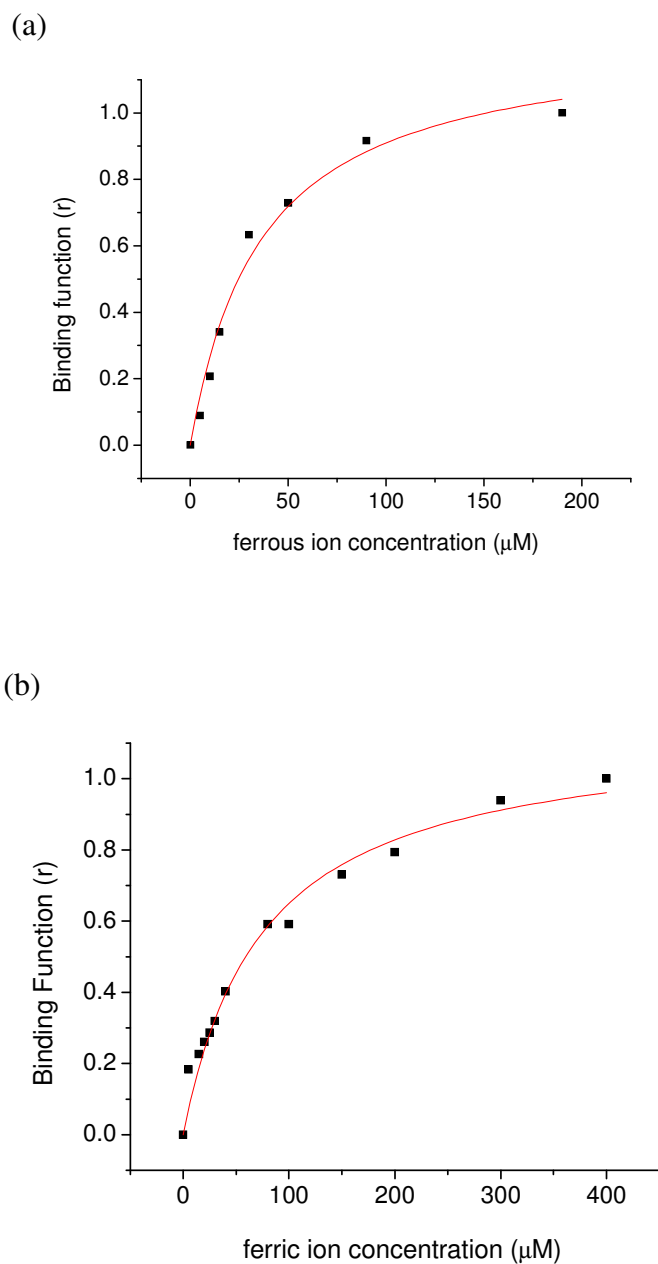 (a)
1.0
0.8
0.6
0.4
0.2
0.0
Binding function (r)
0 50 100 150 200
ferrous ion concentration (μM)
(b)
1.0
0.8
0.6
0.4
0.2
0.0
Binding Function (r)
0 100 200 300 400
ferric ion concentration (μM)